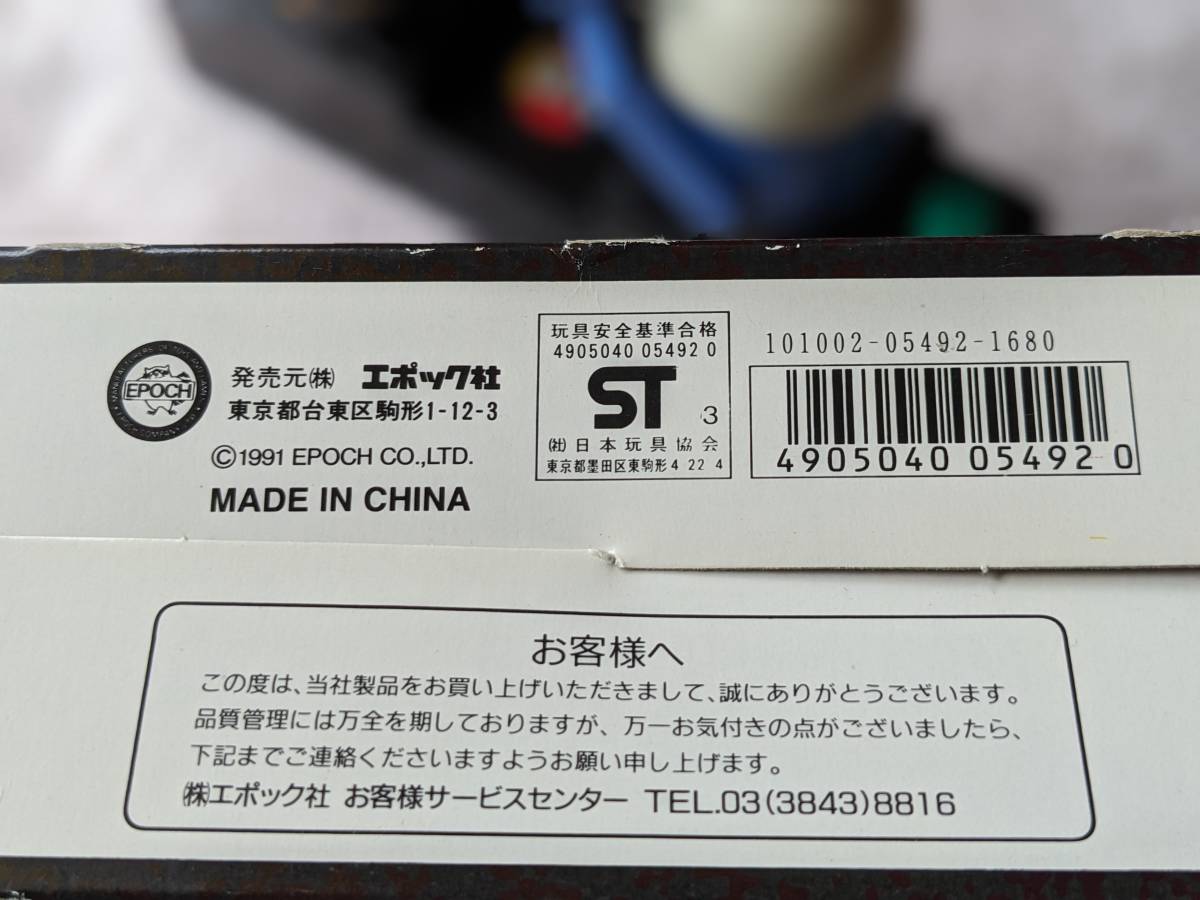 EPOCH
発売元㈱ エポック社
東京都台東区駒形1-12-3
©1991 EPOCH CO.,LTD.
MADE IN CHINA
玩具安全基準合格
4905040 05492 0
ST 3
㈳日本玩具協会
東京都墨田区東駒形4 22 4
101002-05492-1680
4905040 054920
お客様へ
この度は、当社製品をお買い上げいただきまして、誠にありがとうございます。
品質管理には万全を期しておりますが、万一お気付きの点がございましたら、
下記までご連絡くださいますようお願い申し上げます。
㈱エポック社 お客様サービスセンター TEL.03(3843)8816